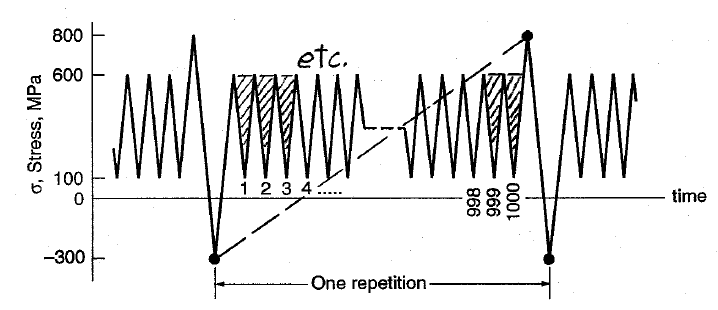 800
etc.
600
σ, Stress, MPa
100
1 2 3 4 .....
998
999
1000
0
time
−300
One repetition